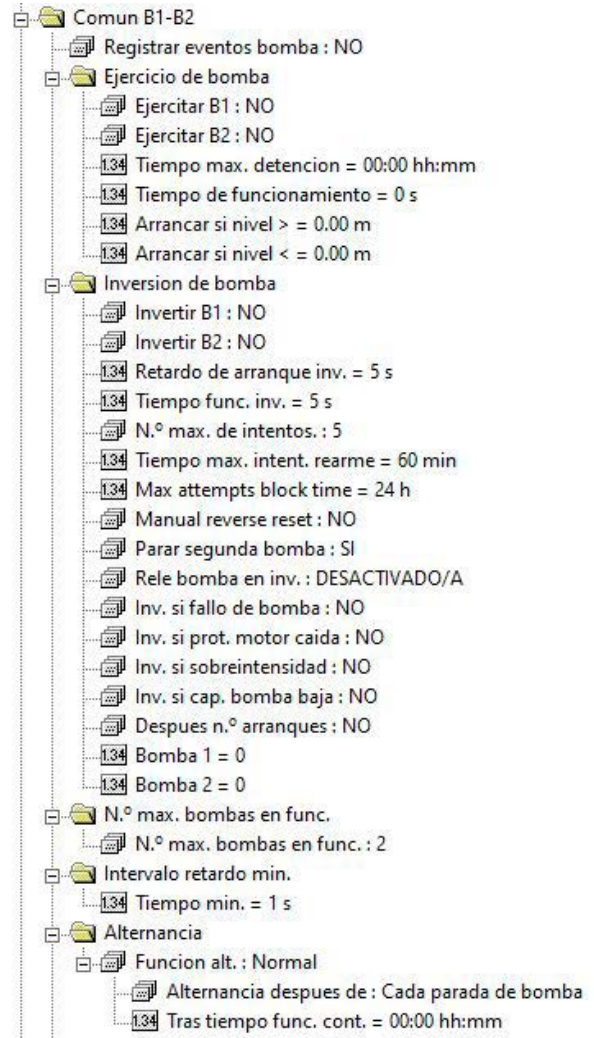 Comun B1-B2
Registrar eventos bomba : NO
Ejercicio de bomba
Ejercitar B1 : NO
Ejercitar B2 : NO
1.34 Tiempo max. detencion = 00:00 hh:mm
1.34 Tiempo de funcionamiento = 0 s
1.34 Arrancar si nivel > = 0.00 m
1.34 Arrancar si nivel < = 0.00 m
Inversion de bomba
Invertir B1 : NO
Invertir B2 : NO
1.34 Retardo de arranque inv. = 5 s
1.34 Tiempo func. inv. = 5 s
N.º max. de intentos. : 5
1.34 Tiempo max. intent. rearme = 60 min
1.34 Max attempts block time = 24 h
Manual reverse reset : NO
Parar segunda bomba : SI
Rele bomba en inv. : DESACTIVADO/A
Inv. si fallo de bomba : NO
Inv. si prot. motor caida : NO
Inv. si sobreintensidad : NO
Inv. si cap. bomba baja : NO
Despues n.º arranques : NO
1.34 Bomba 1 = 0
1.34 Bomba 2 = 0
N.º max. bombas en func.
N.º max. bombas en func. : 2
Intervalo retardo min.
1.34 Tiempo min. = 1 s
Alternancia
Funcion alt. : Normal
Alternancia despues de : Cada parada de bomba
1.34 Tras tiempo func. cont. = 00:00 hh:mm